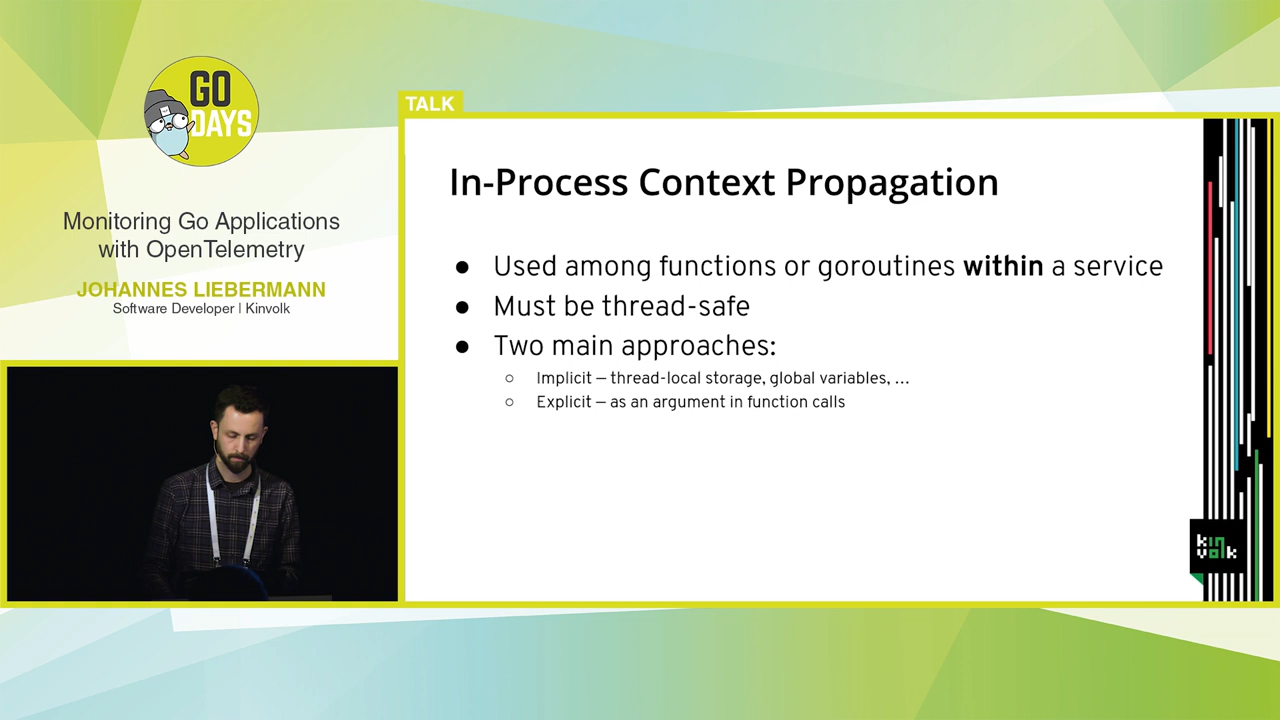 GO
DAYS
Monitoring Go Applications
with OpenTelemetry
JOHANNES LIEBERMANN
Software Developer | Kinvolk
TALK
In-Process Context Propagation
● Used among functions or goroutines within a service
● Must be thread-safe
● Two main approaches:
○ Implicit – thread-local storage, global variables, …
○ Explicit – as an argument in function calls
kin
volk